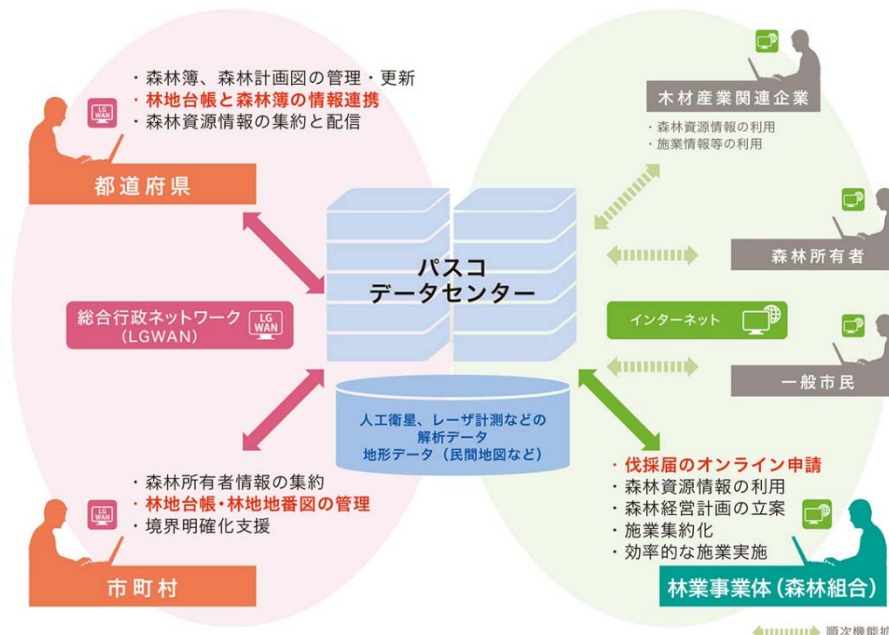 ・森林簿、森林計画図の管理・更新
・林地台帳と森林簿の情報連携
・森林資源情報の集約と配信
LG
WAN
都道府県
木材産業関連企業
・森林資源情報の利用
・施業情報等の利用
森林所有者
パスコ
データセンター
総合行政ネットワーク
(LGWAN)
LG
WAN
インターネット
一般市民
人工衛星、レーザ計測などの
解析データ
地形データ（民間地図など）
・森林所有者情報の集約
・林地台帳・林地地番図の管理
・境界明確化支援
LG
WAN
市町村
・伐採届のオンライン申請
・森林資源情報の利用
・森林経営計画の立案
・施業集約化
・効率的な施業実施
林業事業体（森林組合）
順次機能拡